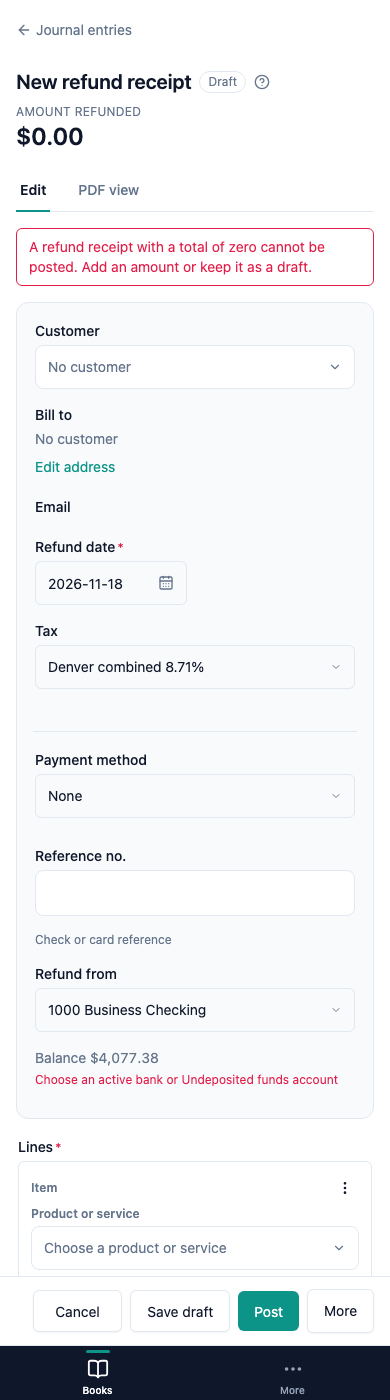 Journal entries
New refund receipt Draft
AMOUNT REFUNDED
$0.00
Edit PDF view
A refund receipt with a total of zero cannot be
posted. Add an amount or keep it as a draft.
Customer
No customer
Bill to
No customer
Edit address
Email
Refund date*
2026-11-18
Tax
Denver combined 8.71%
Payment method
None
Reference no.
Check or card reference
Refund from
1000 Business Checking
Balance $4,077.38
Choose an active bank or Undeposited funds account
Lines*
Item
Product or service
Choose a product or service
Cancel Save draft Post More
Books More